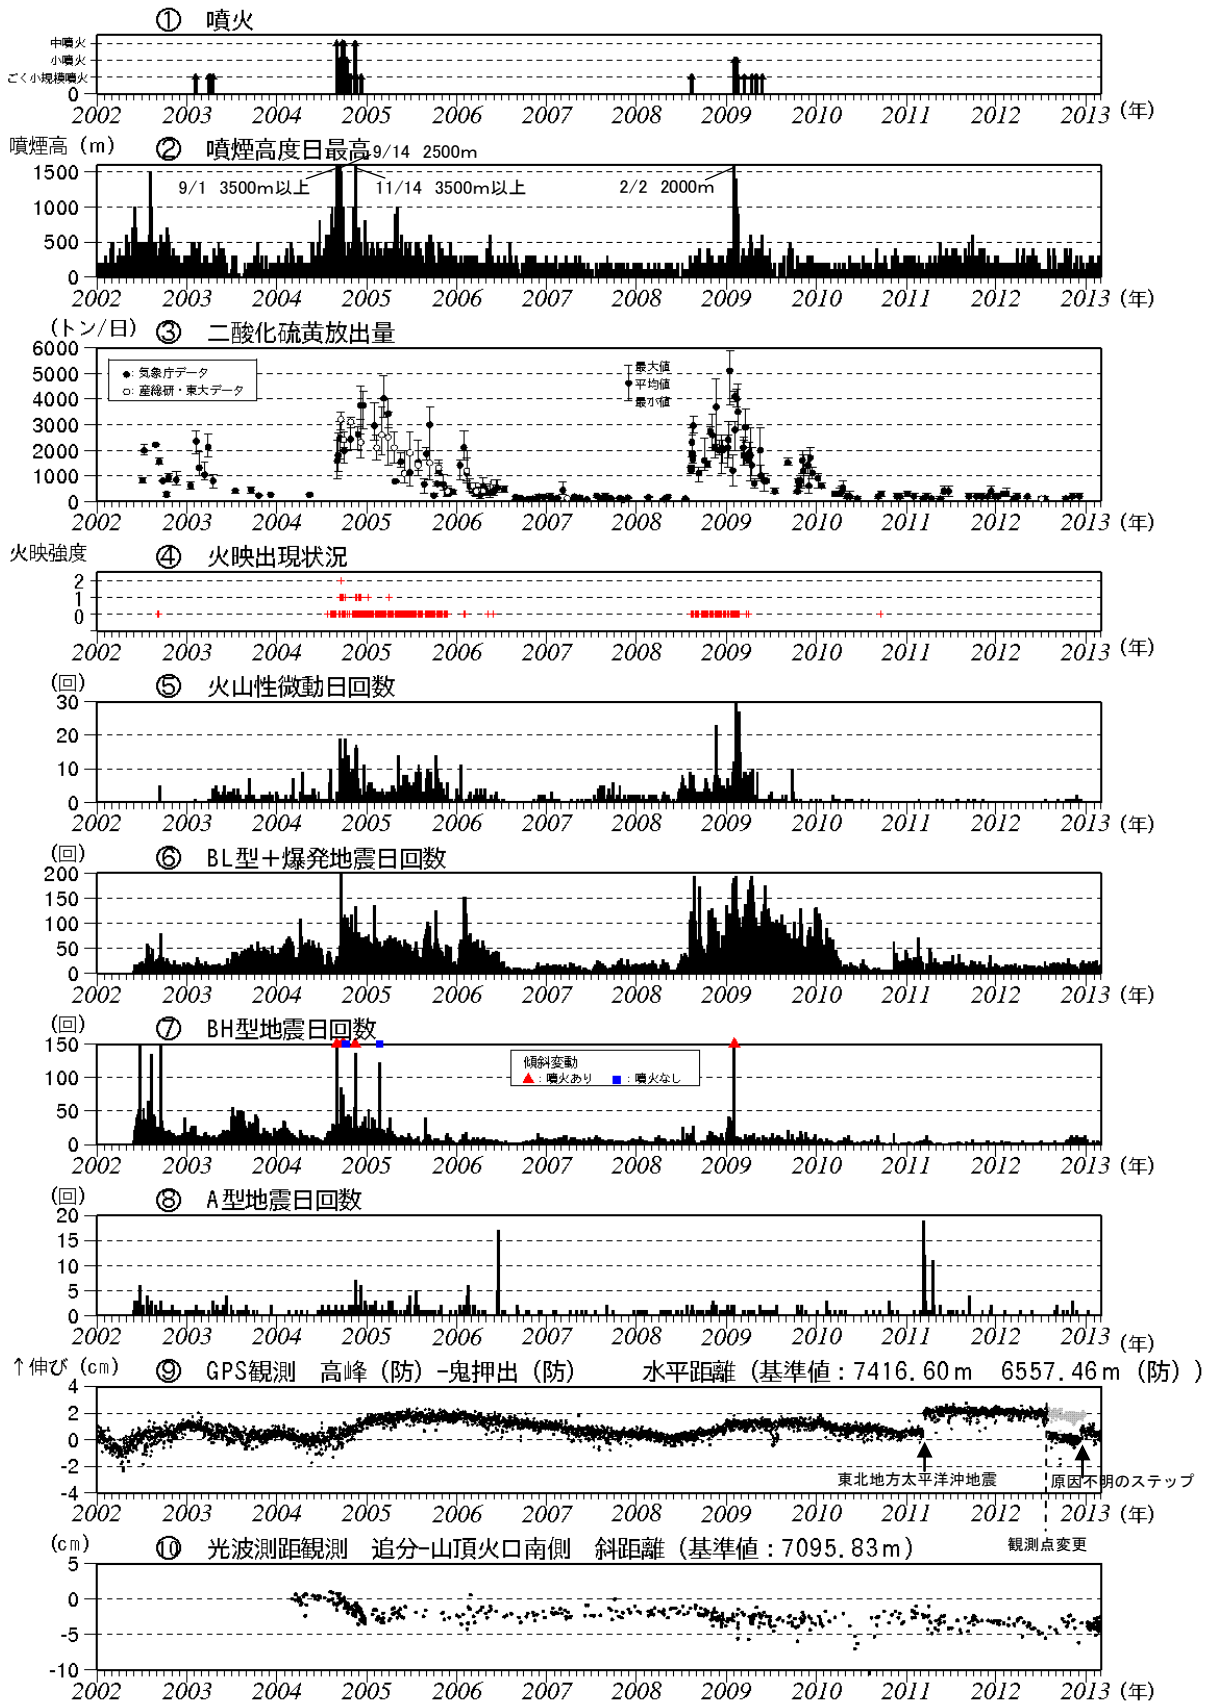 ① 噴火
中噴火
小噴火
ごく小規模噴火
0
2002 2003 2004 2005 2006 2007 2008 2009 2010 2011 2012 2013 (年)
噴煙高 (m) ② 噴煙高度日最高
9/14 2500m
9/1 3500m以上
11/14 3500m以上
2/2 2000m
1500
1000
500
0
2002 2003 2004 2005 2006 2007 2008 2009 2010 2011 2012 2013 (年)
(トン/日) ③ 二酸化硫黄放出量
6000
5000
4000
3000
2000
1000
0
●: 気象庁データ
○: 産総研・東大データ
最大値
平均値
最小値
2002 2003 2004 2005 2006 2007 2008 2009 2010 2011 2012 2013 (年)
火映強度 ④ 火映出現状況
2
1
0
2002 2003 2004 2005 2006 2007 2008 2009 2010 2011 2012 2013 (年)
(回) ⑤ 火山性微動日回数
30
20
10
0
2002 2003 2004 2005 2006 2007 2008 2009 2010 2011 2012 2013 (年)
(回) ⑥ BL型+爆発地震日回数
200
150
100
50
0
2002 2003 2004 2005 2006 2007 2008 2009 2010 2011 2012 2013 (年)
(回) ⑦ BH型地震日回数
150
100
50
0
傾斜変動
▲: 噴火あり ■: 噴火なし
2002 2003 2004 2005 2006 2007 2008 2009 2010 2011 2012 2013 (年)
(回) ⑧ A型地震日回数
20
15
10
5
0
2002 2003 2004 2005 2006 2007 2008 2009 2010 2011 2012 2013 (年)
↑伸び (cm) ⑨ GPS観測 高峰(防)-鬼押出(防) 水平距離(基準値:7416.60m 6557.46m(防))
4
2
0
-2
-4
東北地方太平洋沖地震
原因不明のステップ
2002 2003 2004 2005 2006 2007 2008 2009 2010 2011 2012 2013 (年)
観測点変更
(cm) ⑩ 光波測距観測 追分-山頂火口南側 斜距離(基準値:7095.83m)
5
0
-5
-10
2002 2003 2004 2005 2006 2007 2008 2009 2010 2011 2012 2013 (年)